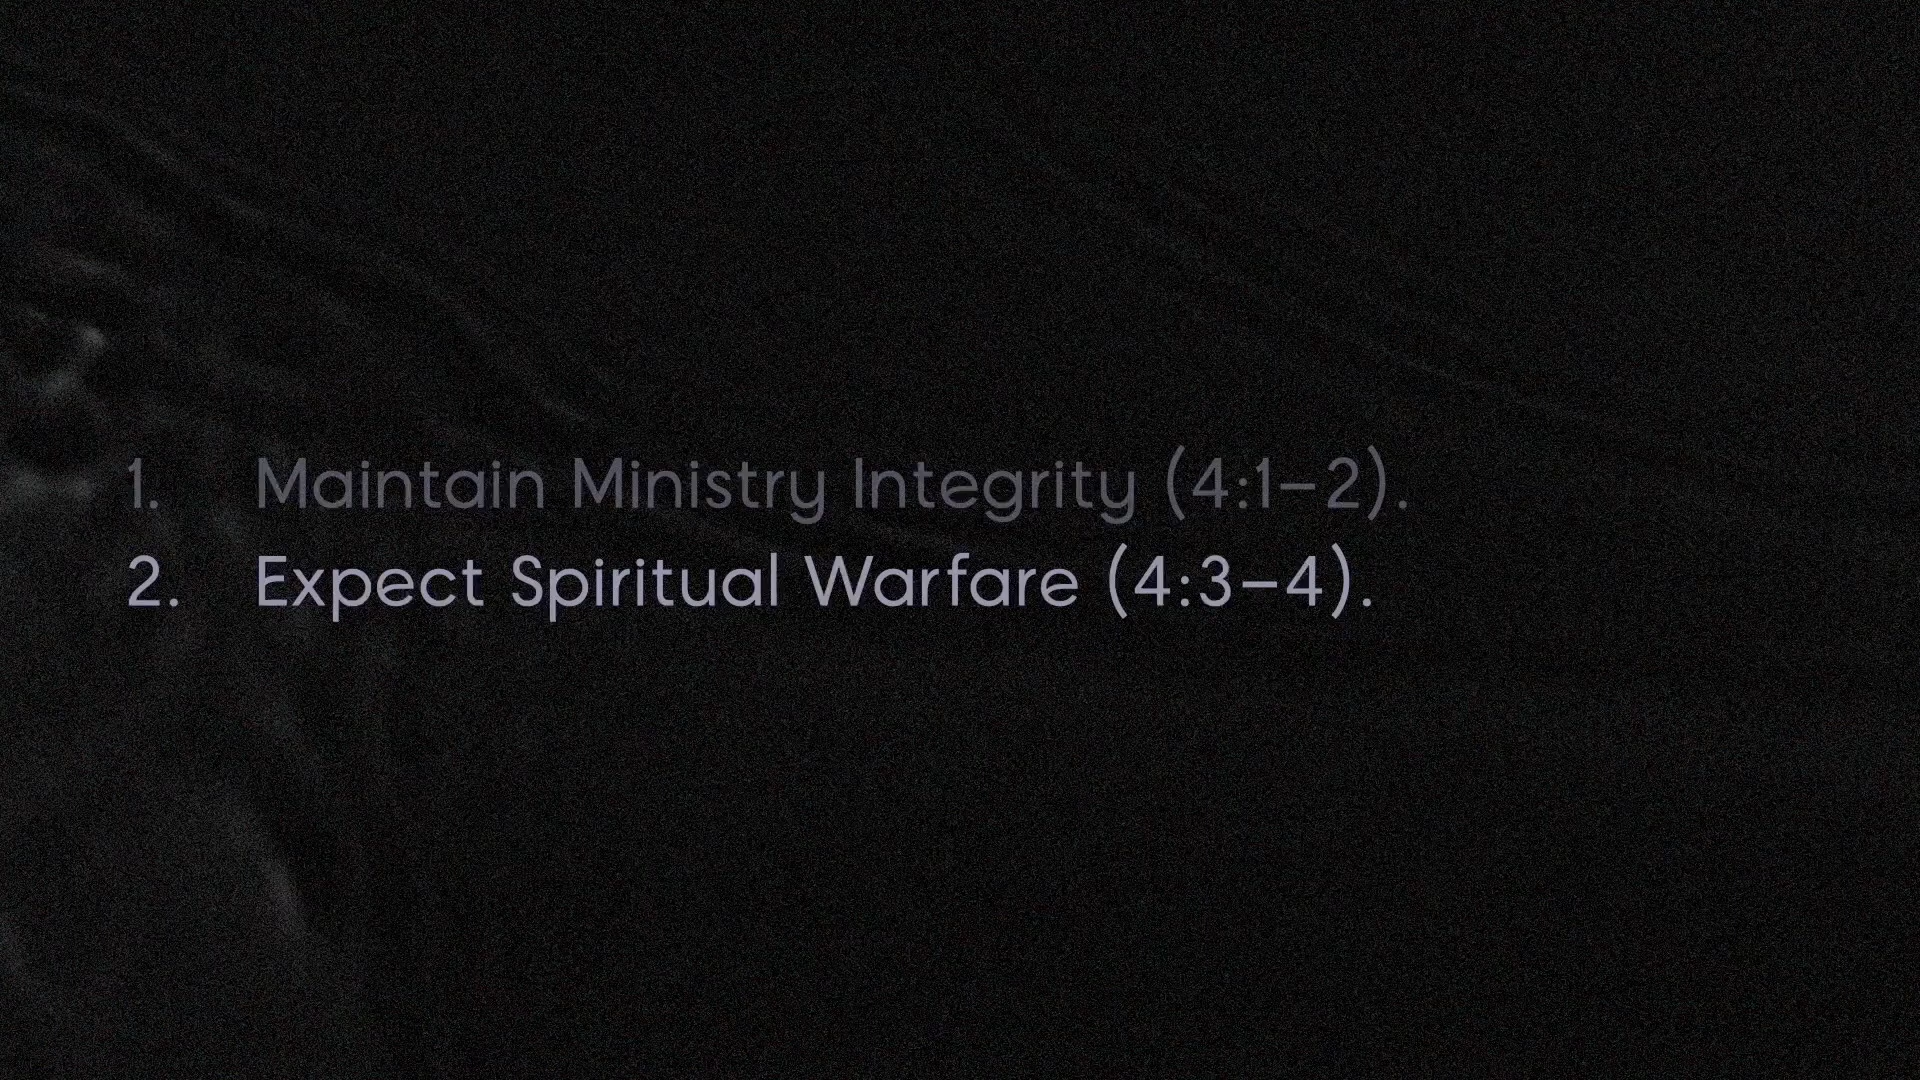 1. Maintain Ministry Integrity (4:1–2).
2. Expect Spiritual Warfare (4:3–4).